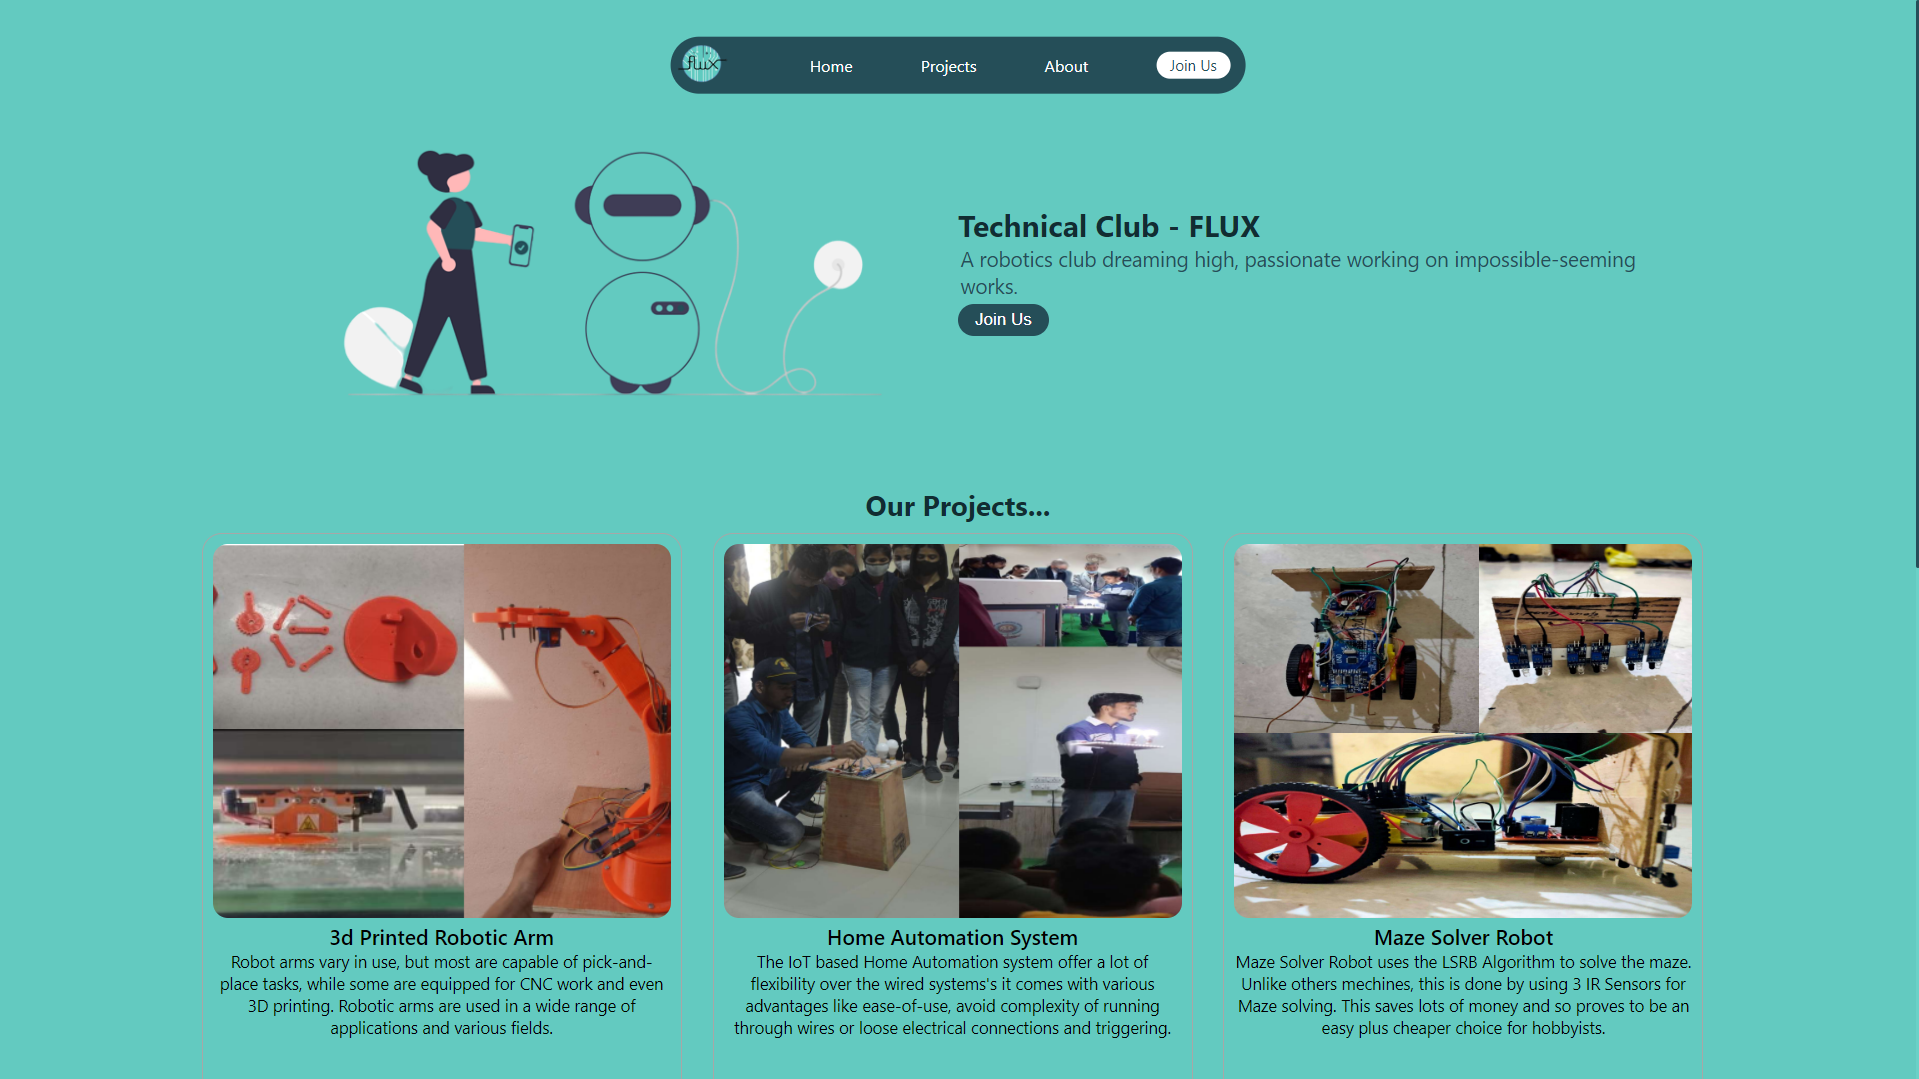 flux
Home
Projects
About
Join Us
Technical Club - FLUX
A robotics club dreaming high, passionate working on impossible-seeming
works.
Join Us
Our Projects...
3d Printed Robotic Arm
Robot arms vary in use, but most are capable of pick-and-
place tasks, while some are equipped for CNC work and even
3D printing. Robotic arms are used in a wide range of
applications and various fields.
Home Automation System
The IoT based Home Automation system offer a lot of
flexibility over the wired systems's it comes with various
advantages like ease-of-use, avoid complexity of running
through wires or loose electrical connections and triggering.
Maze Solver Robot
Maze Solver Robot uses the LSRB Algorithm to solve the maze.
Unlike others mechines, this is done by using 3 IR Sensors for
Maze solving. This saves lots of money and so proves to be an
easy plus cheaper choice for hobbyists.